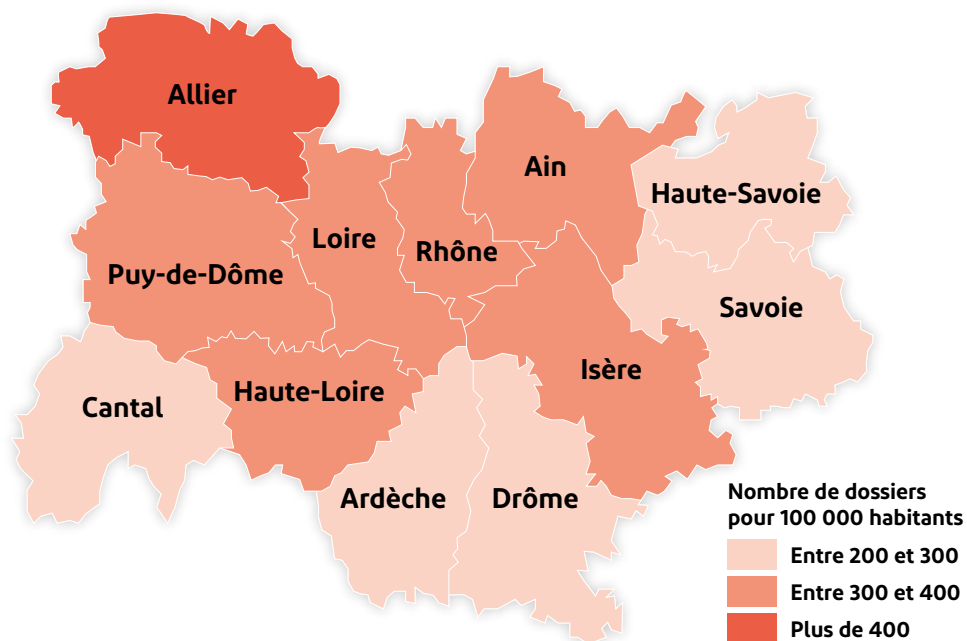 Allier
Ain
Haute-Savoie
Loire
Rhône
Puy-de-Dôme
Savoie
Isère
Haute-Loire
Cantal
Ardèche
Drôme
Nombre de dossiers
pour 100 000 habitants
Entre 200 et 300
Entre 300 et 400
Plus de 400